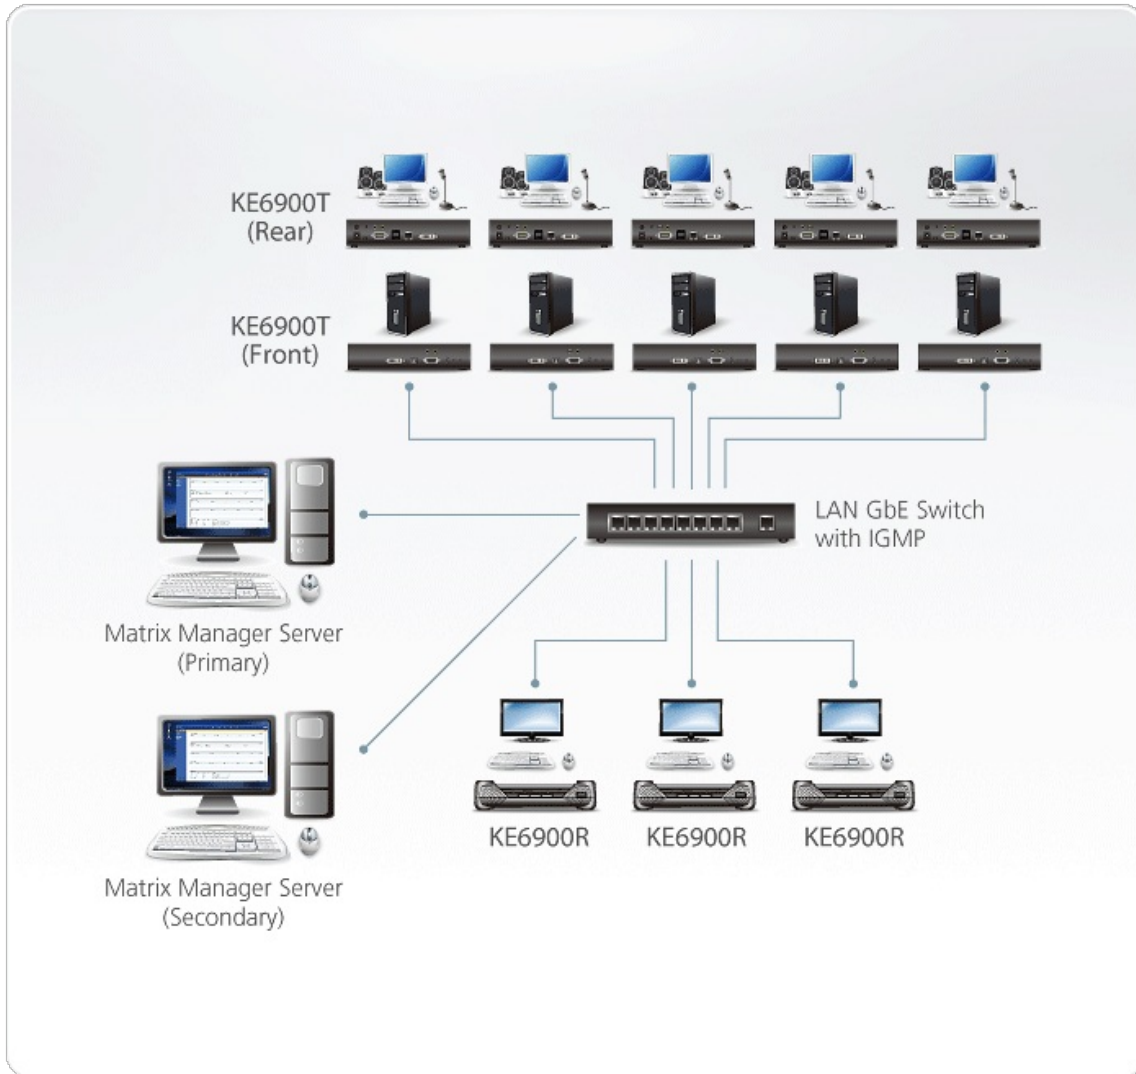 KE6900T
(Rear)
KE6900T
(Front)
LAN GbE Switch
with IGMP
Matrix Manager Server
(Primary)
KE6900R
KE6900R
KE6900R
Matrix Manager Server
(Secondary)